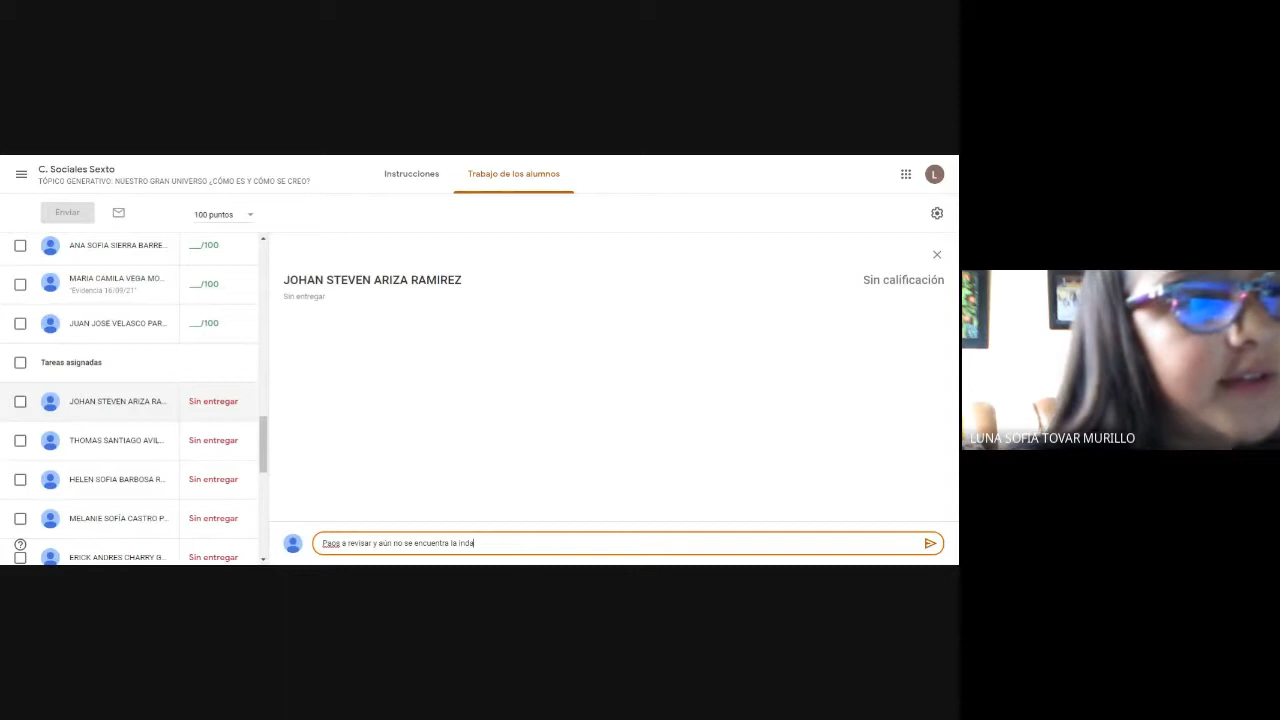 C. Sociales Sexto
TÓPICO GENERATIVO: NUESTRO GRAN UNIVERSO ¿CÓMO ES Y CÓMO SE CREO?
Instrucciones
Trabajo de los alumnos
L
Enviar
100 puntos
ANA SOFIA SIERRA BARRE...
__/100
MARIA CAMILA VEGA MO...
"Evidencia 16/09/21"
__/100
JUAN JOSÉ VELASCO PAR...
__/100
Tareas asignadas
JOHAN STEVEN ARIZA RA...
Sin entregar
THOMAS SANTIAGO AVIL...
Sin entregar
HELEN SOFIA BARBOSA R...
Sin entregar
MELANIE SOFÍA CASTRO P...
Sin entregar
ERICK ANDRES CHARRY G...
Sin entregar
JOHAN STEVEN ARIZA RAMIREZ
Sin calificación
Sin entregar
Paos a revisar y aún no se encuentra la inda
LUNA SOFIA TOVAR MURILLO